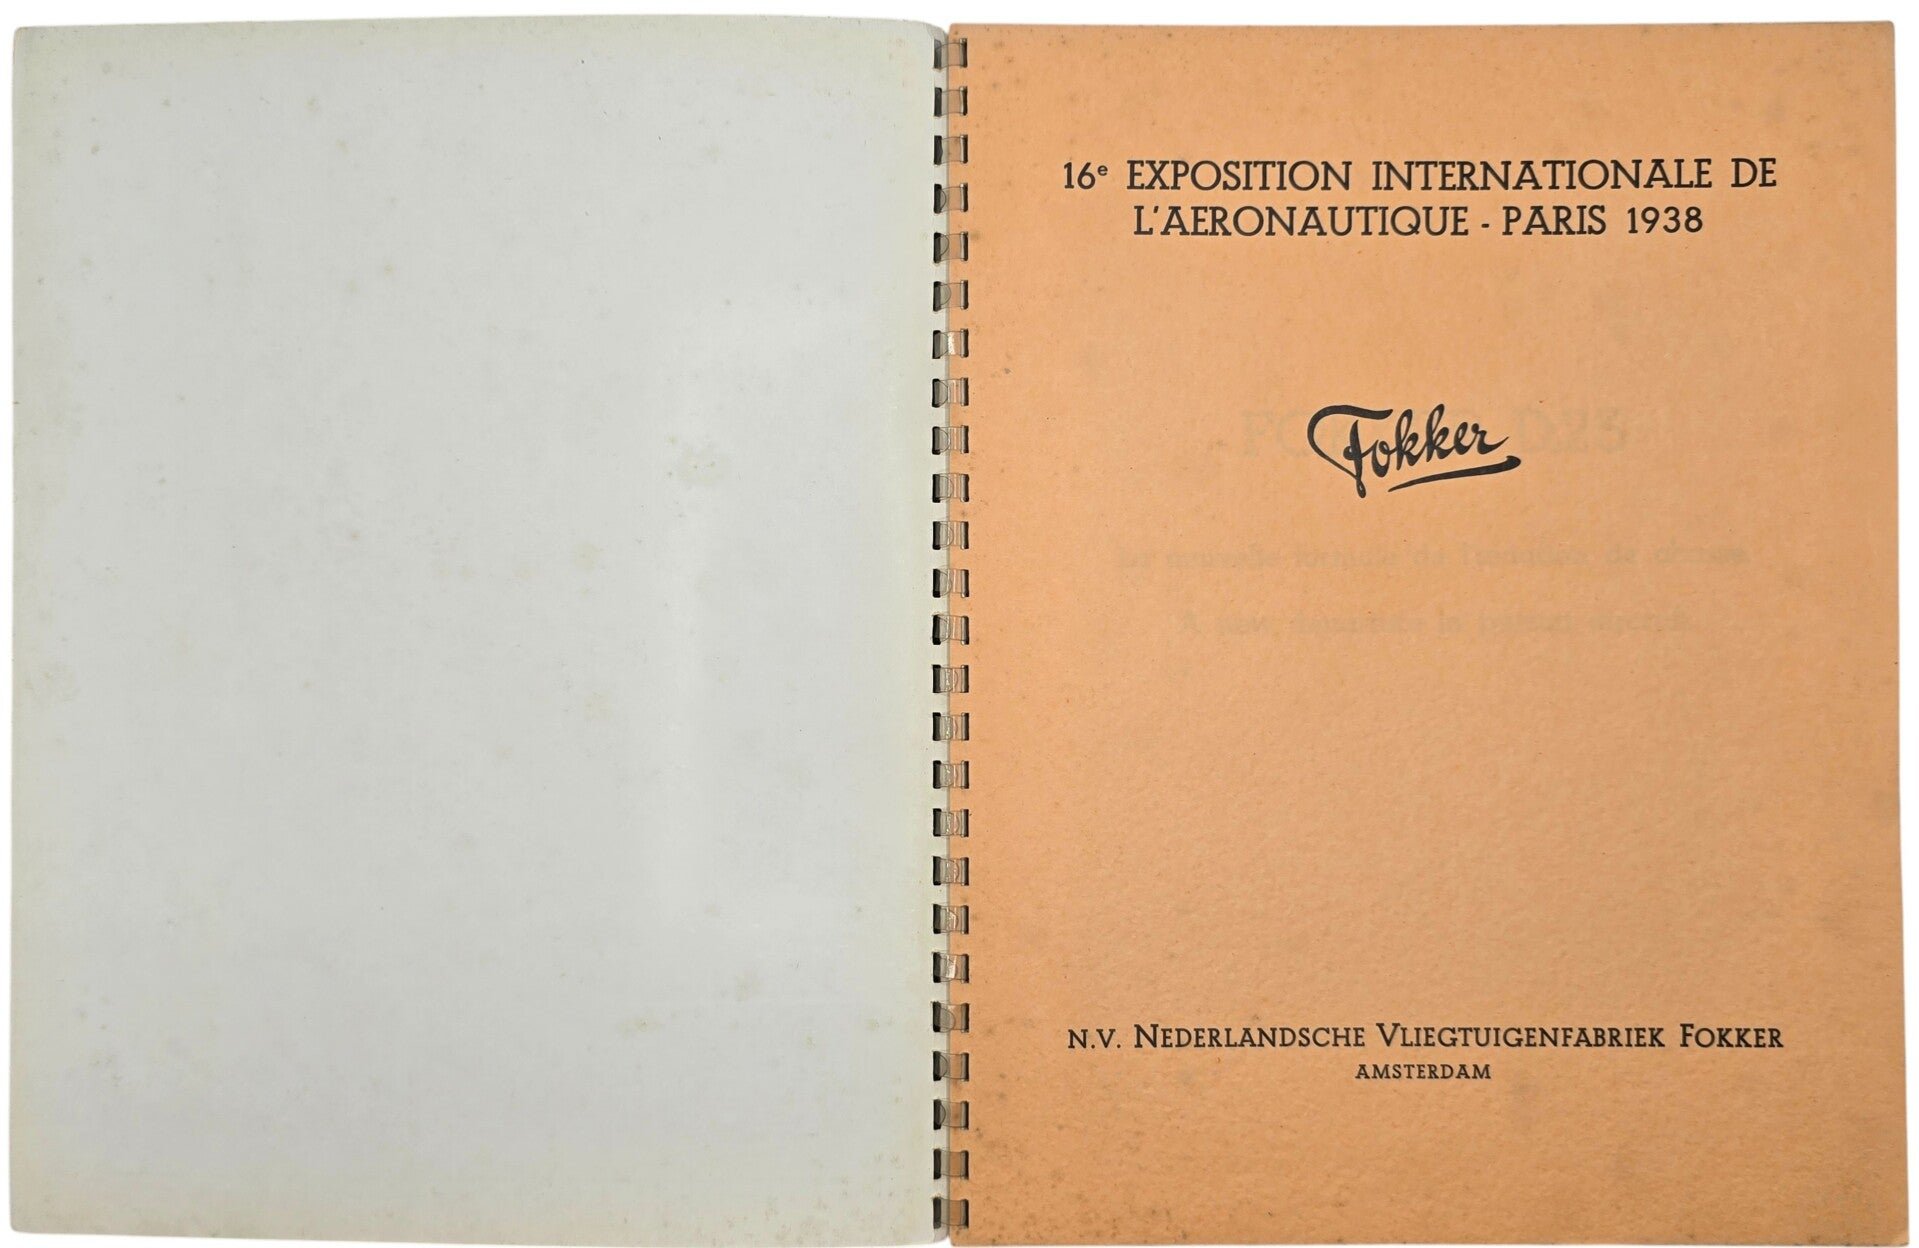 16e EXPOSITION INTERNATIONALE DE
L'AERONAUTIQUE - PARIS 1938
Fokker
N.V. NEDERLANDSCHE VLIEGTUIGENFABRIEK FOKKER
AMSTERDAM